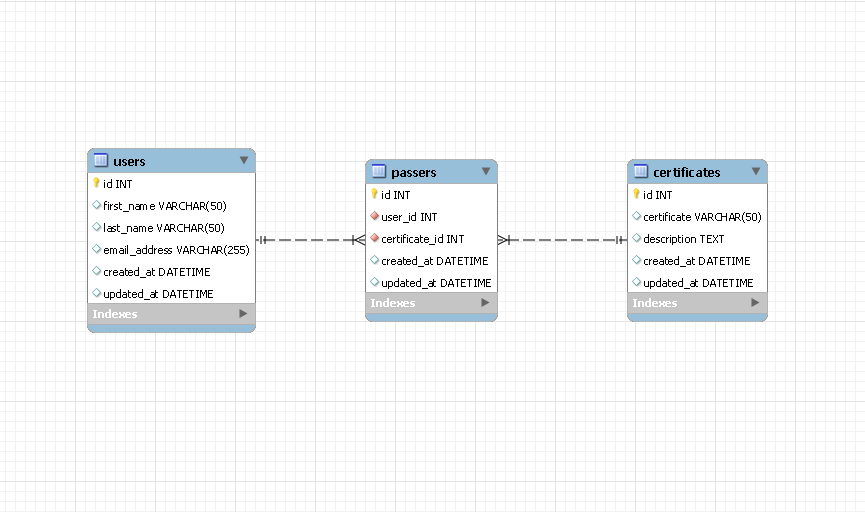 users
id INT
first_name VARCHAR(50)
last_name VARCHAR(50)
email_address VARCHAR(255)
created_at DATETIME
updated_at DATETIME
Indexes
passers
id INT
user_id INT
certificate_id INT
created_at DATETIME
updated_at DATETIME
Indexes
certificates
id INT
certificate VARCHAR(50)
description TEXT
created_at DATETIME
updated_at DATETIME
Indexes